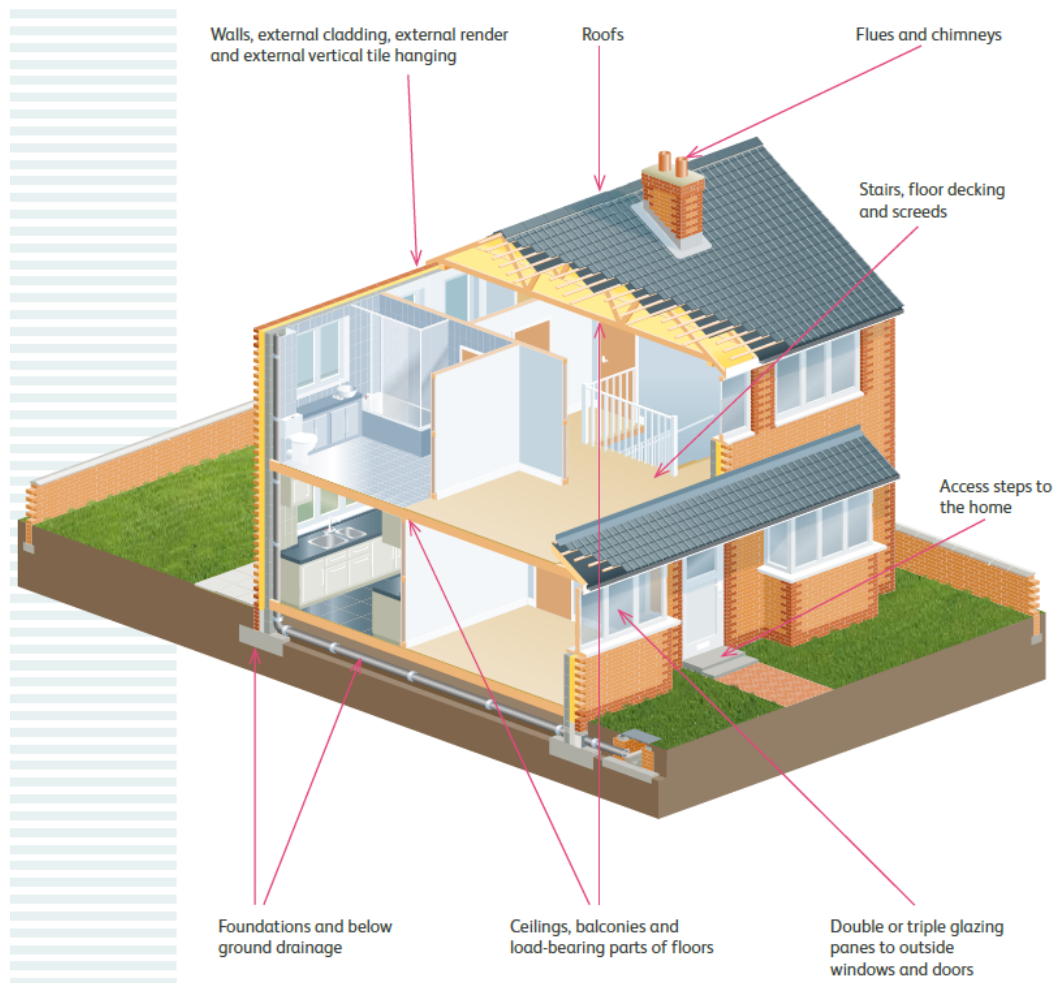 Walls, external cladding, external render
and external vertical tile hanging
Roofs
Flues and chimneys
Stairs, floor decking
and screeds
Access steps to
the home
Foundations and below
ground drainage
Ceilings, balconies and
load-bearing parts of floors
Double or triple glazing
panes to outside
windows and doors